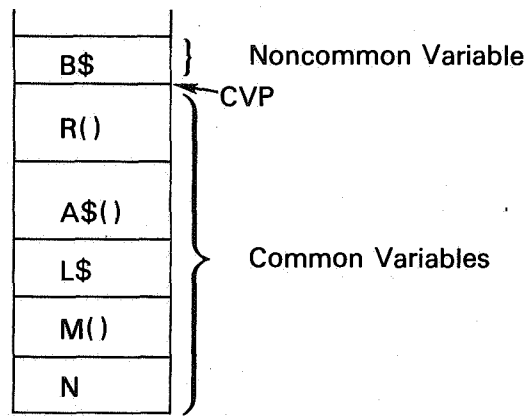 B$
Noncommon Variable
CVP
R()
A$()
L$
Common Variables
M()
N